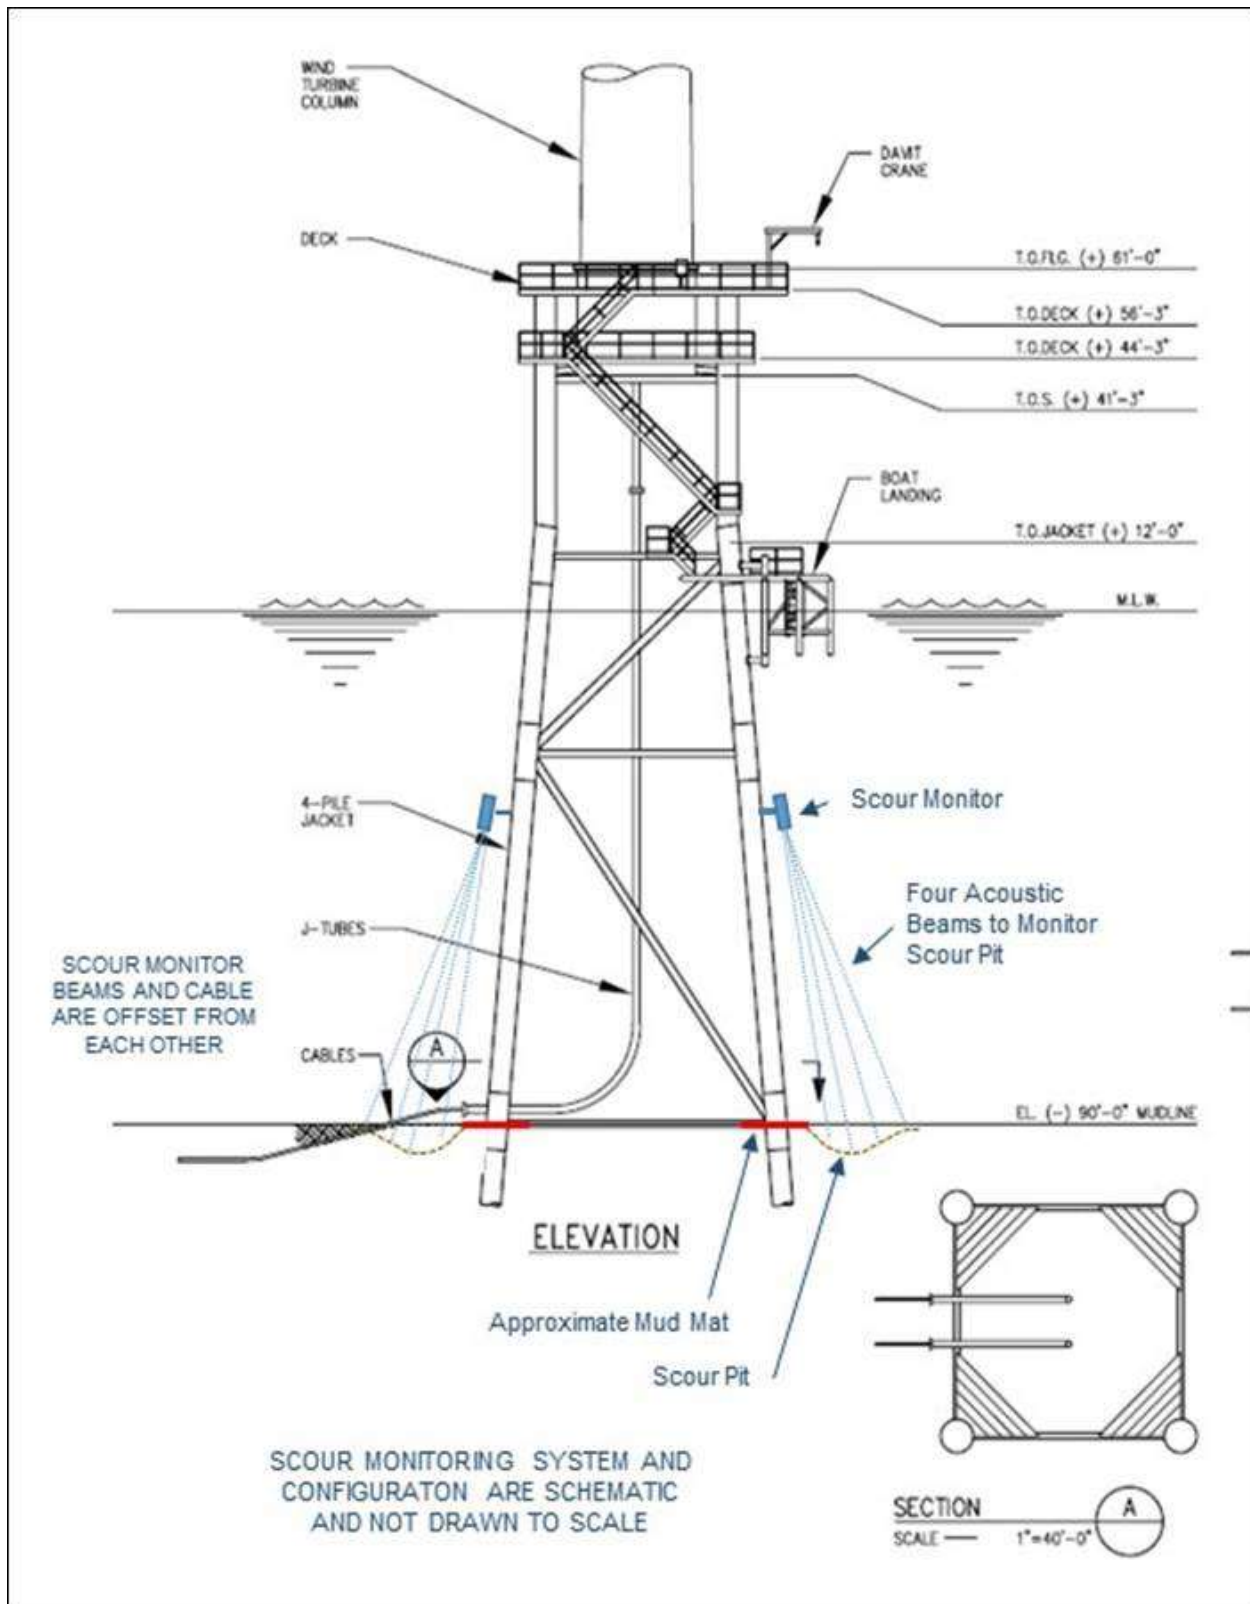 WIND
TURBINE
COLUMN
DAVIT
CRANE
DECK
T.O.FLG. (+) 61'-0"
T.O.DECK (+) 56'-3"
T.O.DECK (+) 44'-3"
T.O.S. (+) 41'-3"
BOAT
LANDING
T.O.JACKET (+) 12'-0"
M.L.W.
4-PILE
JACKET
Scour Monitor
Four Acoustic
Beams to Monitor
Scour Pit
J-TUBES
SCOUR MONITOR
BEAMS AND CABLE
ARE OFFSET FROM
EACH OTHER
A
CABLES
EL. (-) 90'-0" MUDLINE
ELEVATION
Approximate Mud Mat
Scour Pit
SCOUR MONITORING SYSTEM AND
CONFIGURATON ARE SCHEMATIC
AND NOT DRAWN TO SCALE
SECTION A
SCALE — 1"=40'-0"